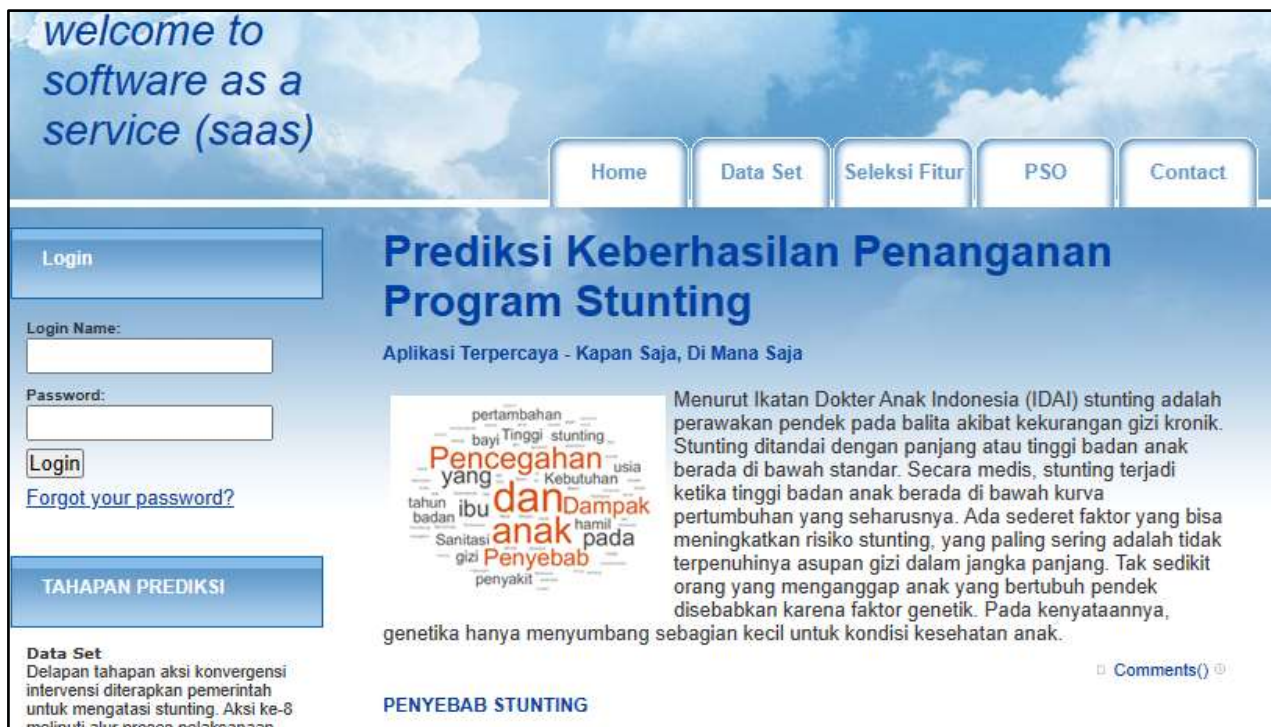 welcome to
software as a
service (saas)
Home
Data Set
Seleksi Fitur
PSO
Contact
Login
Login Name:
Password:
Login
Forgot your password?
TAHAPAN PREDIKSI
Data Set
Delapan tahapan aksi konvergensi
intervensi diterapkan pemerintah
untuk mengatasi stunting. Aksi ke-8
meliputi alur proses pelaksanaan
Prediksi Keberhasilan Penanganan
Program Stunting
Aplikasi Terpercaya - Kapan Saja, Di Mana Saja
pertambahan
bayi Tinggi stunting
Pencegahan usia
yang Kebutuhan
tahun ibu dan Dampak
badan hamil
Sanitasi anak pada
gizi Penyebab
penyakit
Menurut Ikatan Dokter Anak Indonesia (IDAI) stunting adalah
perawakan pendek pada balita akibat kekurangan gizi kronik.
Stunting ditandai dengan panjang atau tinggi badan anak
berada di bawah standar. Secara medis, stunting terjadi
ketika tinggi badan anak berada di bawah kurva
pertumbuhan yang seharusnya. Ada sederet faktor yang bisa
meningkatkan risiko stunting, yang paling sering adalah tidak
terpenuhinya asupan gizi dalam jangka panjang. Tak sedikit
orang yang menganggap anak yang bertubuh pendek
disebabkan karena faktor genetik. Pada kenyataannya,
genetika hanya menyumbang sebagian kecil untuk kondisi kesehatan anak.
Comments()
PENYEBAB STUNTING